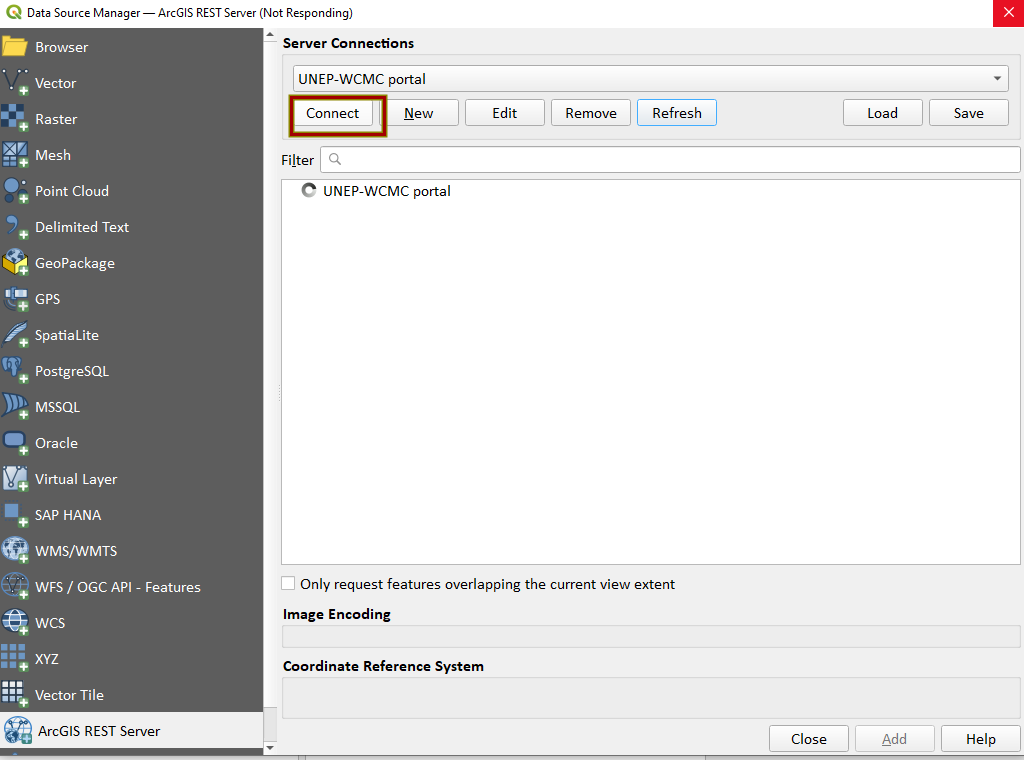 Data Source Manager — ArcGIS REST Server (Not Responding)
Browser
Vector
Raster
Mesh
Point Cloud
Delimited Text
GeoPackage
GPS
SpatiaLite
PostgreSQL
MSSQL
Oracle
Virtual Layer
SAP HANA
WMS/WMTS
WFS / OGC API - Features
WCS
XYZ
Vector Tile
ArcGIS REST Server
Server Connections
UNEP-WCMC portal
Connect New Edit Remove Refresh Load Save
Filter
UNEP-WCMC portal
Only request features overlapping the current view extent
Image Encoding
Coordinate Reference System
Close Add Help